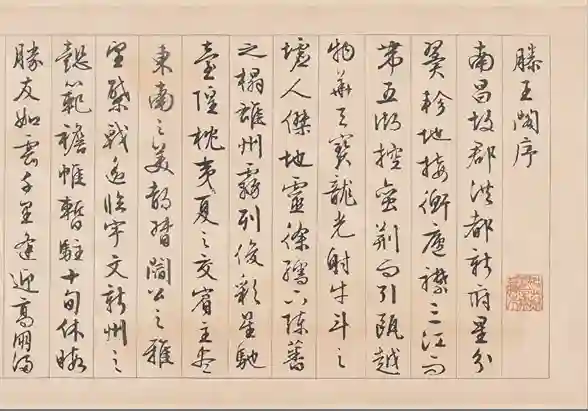 滕王閣序
南昌故郡洪都新府星分
翼軫地接衡廬襟三江而
帶五湖控蠻荆而引甌越
物華天寶龍光射牛斗之
墟人傑地靈徐孺下陳蕃
之榻雄州霧列俊彩星馳
臺隍枕夷夏之交賓主盡
東南之美都督閻公之雅
望棨戟遥臨宇文新州之
懿範襜帷暫駐十旬休暇
勝友如雲千里逢迎高朋滿